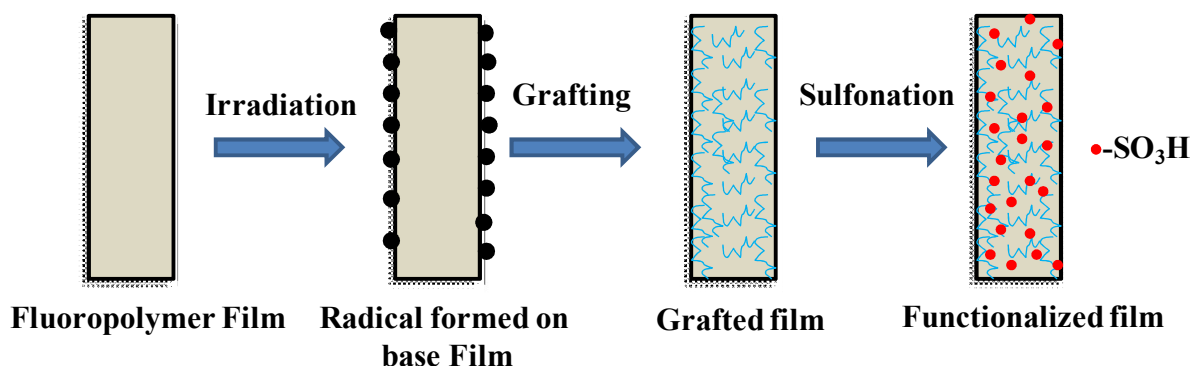 Irradiation
Grafting
Sulfonation
-SO₃H
Fluoropolymer Film
Radical formed on
base Film
Grafted film
Functionalized film